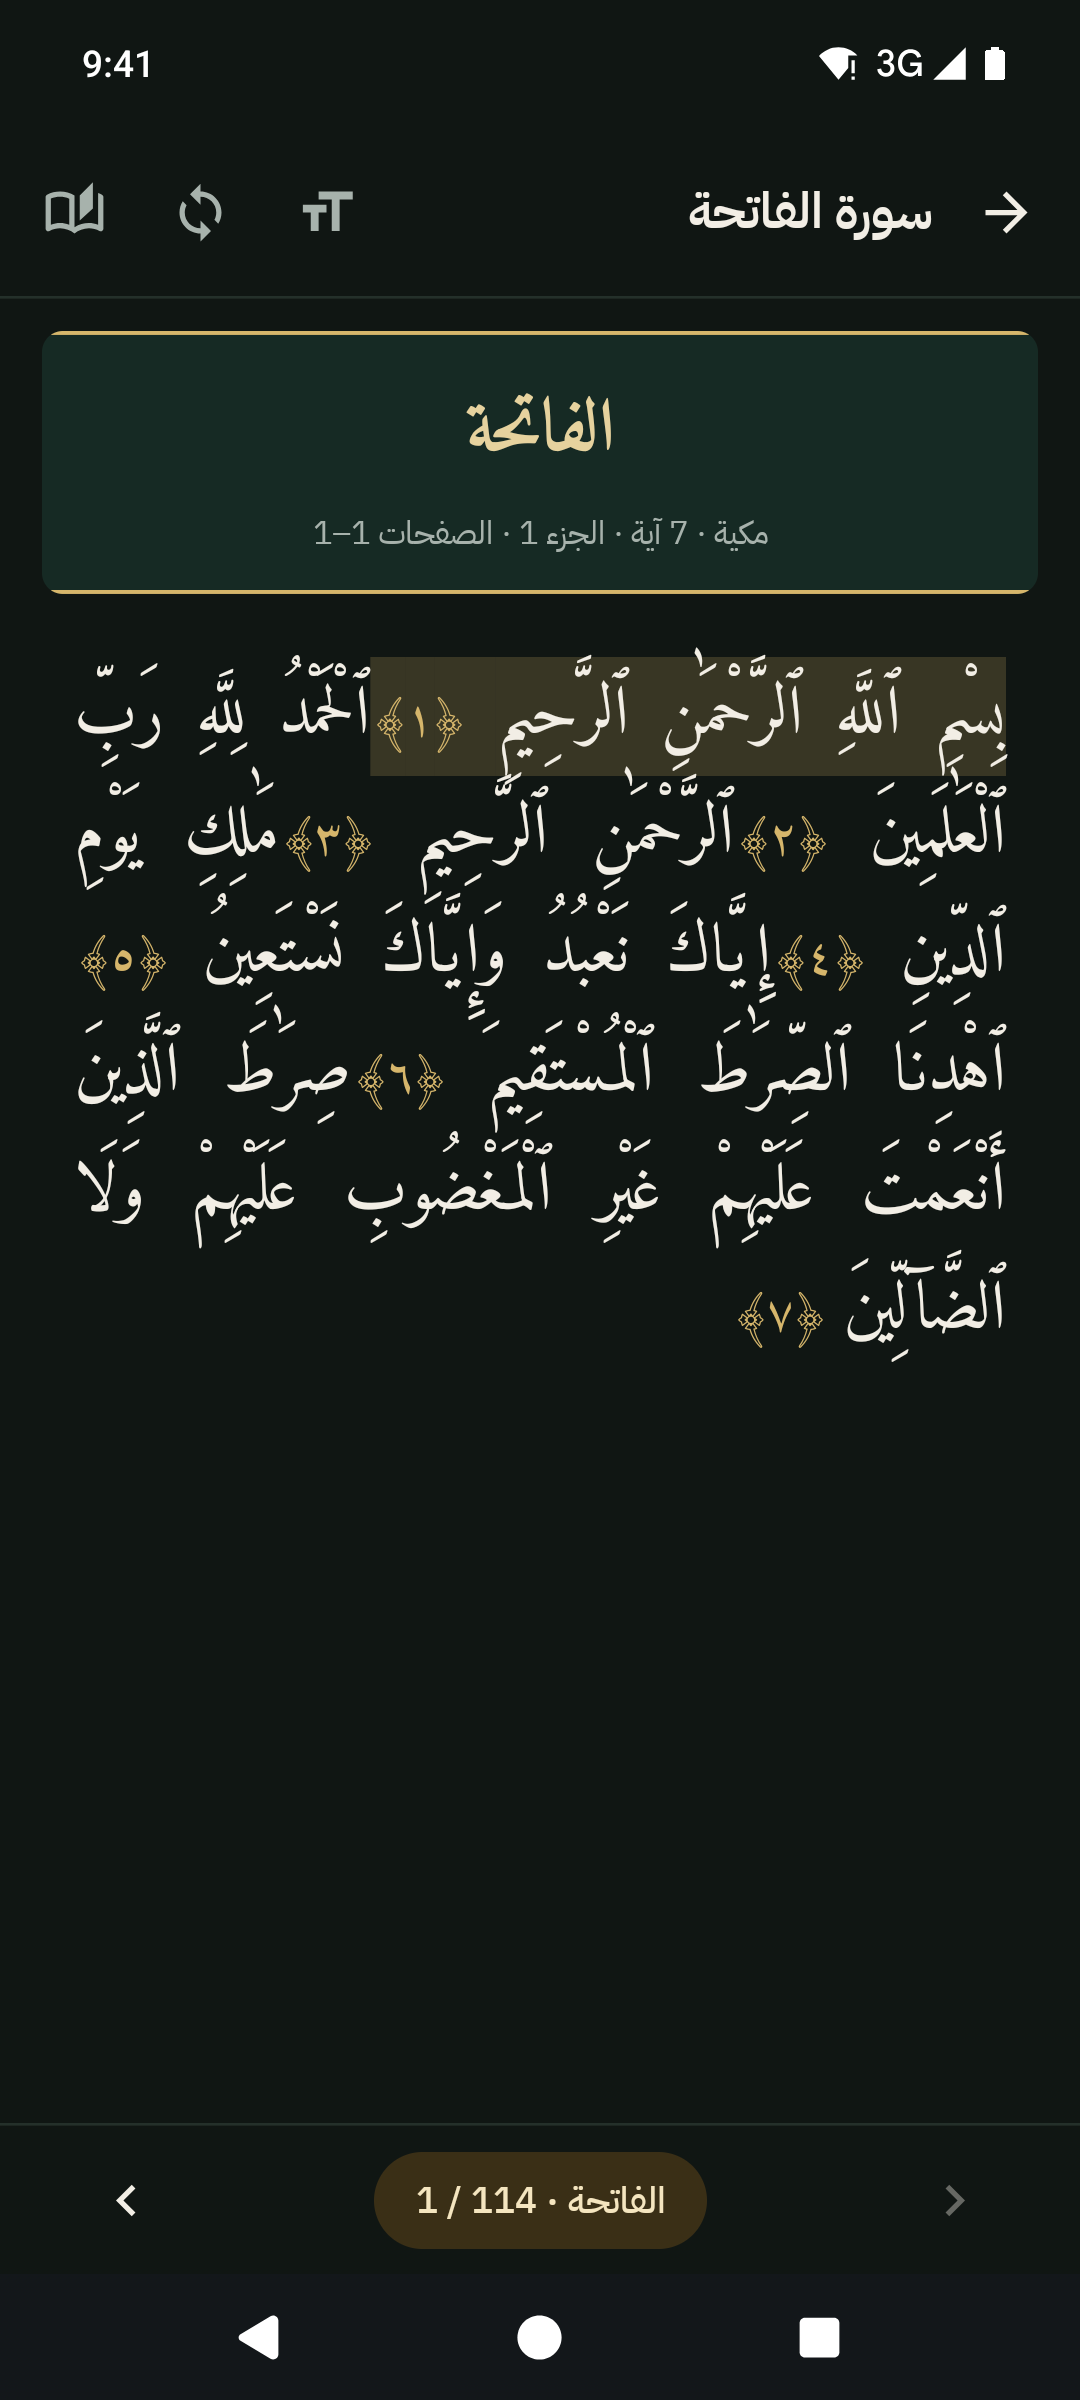 9:41 3G
سورة الفاتحة
الفاتحة
مكية · 7 آية · الجزء 1 · الصفحات 1–1
بِسْمِ ٱللَّهِ ٱلرَّحْمَٰنِ ٱلرَّحِيمِ ﴿١﴾ٱلْحَمْدُ لِلَّهِ رَبِّ
ٱلْعَٰلَمِينَ ﴿٢﴾ٱلرَّحْمَٰنِ ٱلرَّحِيمِ ﴿٣﴾مَٰلِكِ يَوْمِ
ٱلدِّينِ ﴿٤﴾إِيَّاكَ نَعْبُدُ وَإِيَّاكَ نَسْتَعِينُ ﴿٥﴾
ٱهْدِنَا ٱلصِّرَٰطَ ٱلْمُسْتَقِيمَ ﴿٦﴾صِرَٰطَ ٱلَّذِينَ
أَنْعَمْتَ عَلَيْهِمْ غَيْرِ ٱلْمَغْضُوبِ عَلَيْهِمْ وَلَا
ٱلضَّآلِّينَ ﴿٧﴾
الفاتحة · 114 / 1